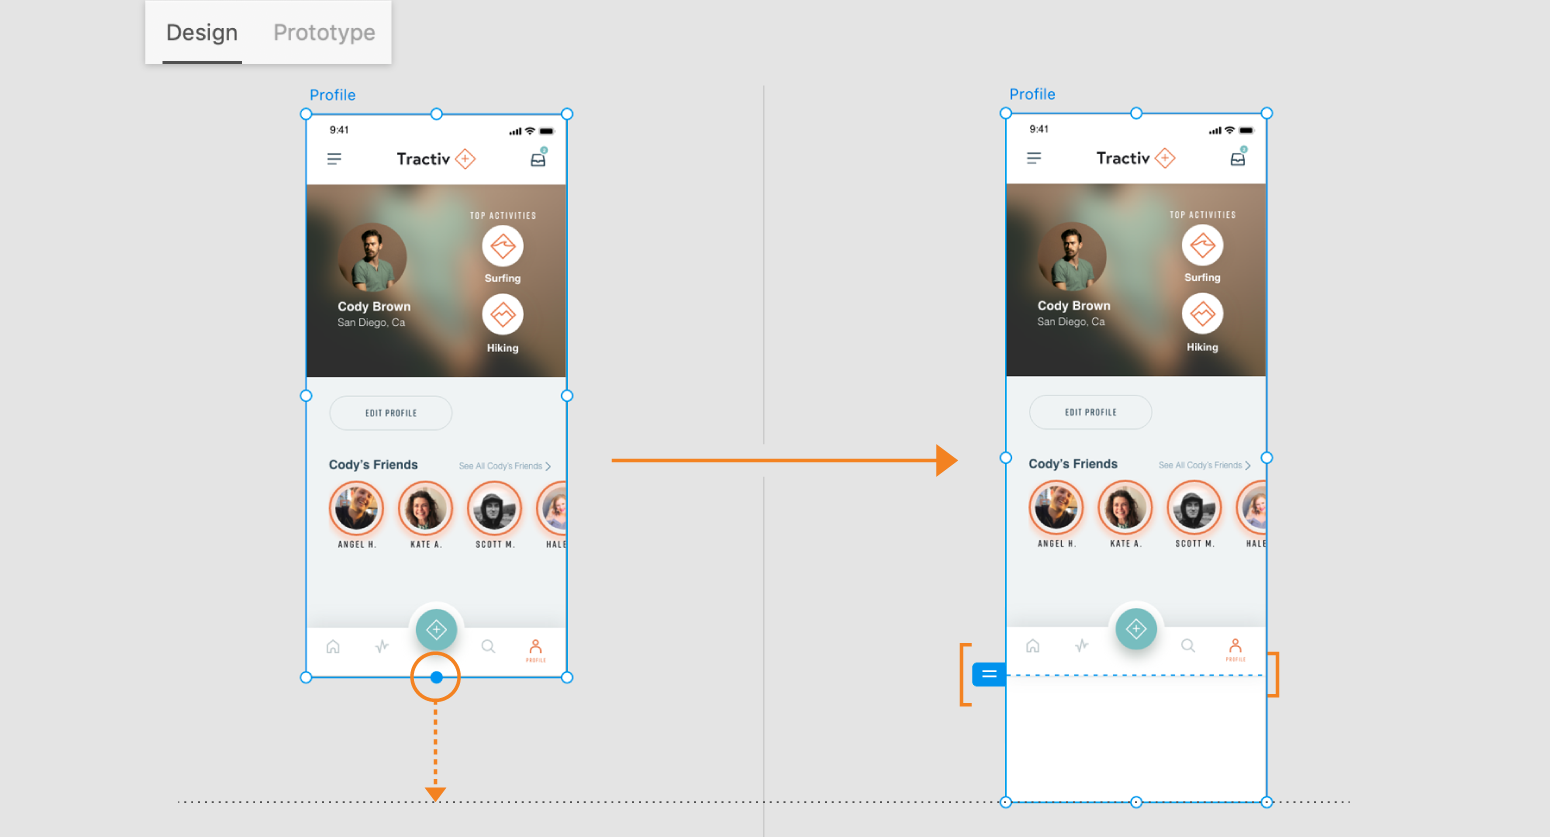 Design Prototype
Profile
9:41
Tractiv
TOP ACTIVITIES
Surfing
Cody Brown
San Diego, Ca
Hiking
EDIT PROFILE
Cody's Friends See All Cody's Friends
ANGEL H. KATE A. SCOTT M. HALE
PROFILE
Profile
9:41
Tractiv
TOP ACTIVITIES
Surfing
Cody Brown
San Diego, Ca
Hiking
EDIT PROFILE
Cody's Friends See All Cody's Friends
ANGEL H. KATE A. SCOTT M. HALE
PROFILE